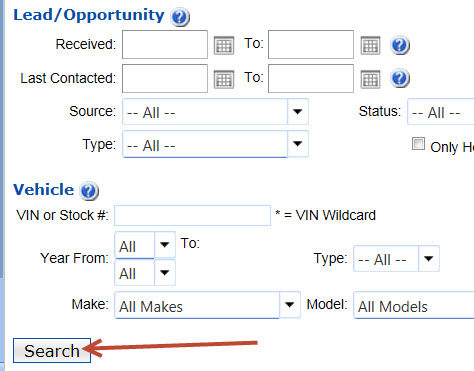 Lead/Opportunity
Received: To:
Last Contacted: To:
Source: -- All -- Status: -- All
Type: -- All -- Only He
Vehicle
VIN or Stock #: * = VIN Wildcard
Year From: All To: All Type: -- All --
Make: All Makes Model: All Models
Search